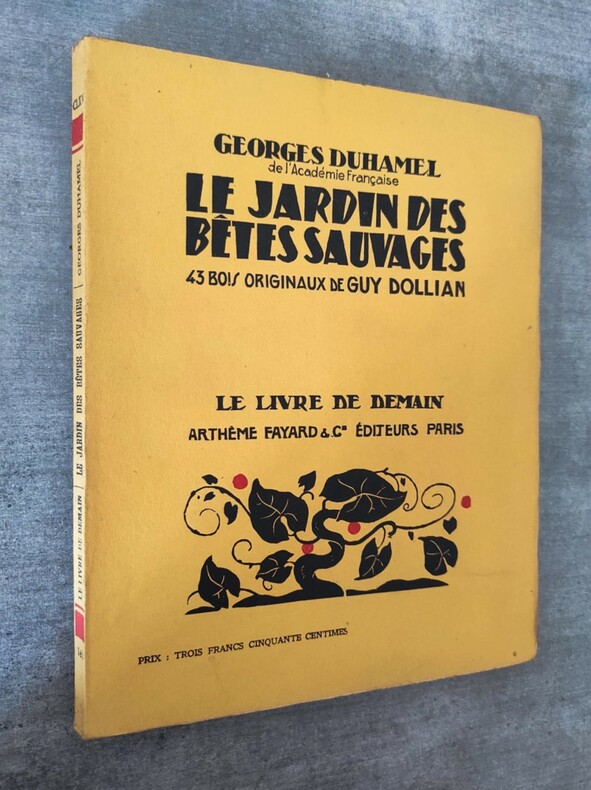 GEORGES DUHAMEL
de l'Académie Française
LE JARDIN DES
BÊTES SAUVAGES
43 BOIS ORIGINAUX DE GUY DOLLIAN
LE LIVRE DE DEMAIN
ARTHÈME FAYARD & Cie ÉDITEURS PARIS
PRIX : TROIS FRANCS CINQUANTE CENTIMES
LE LIVRE DE DEMAIN | LE JARDIN DES BÊTES SAUVAGES | GEORGES DUHAMEL